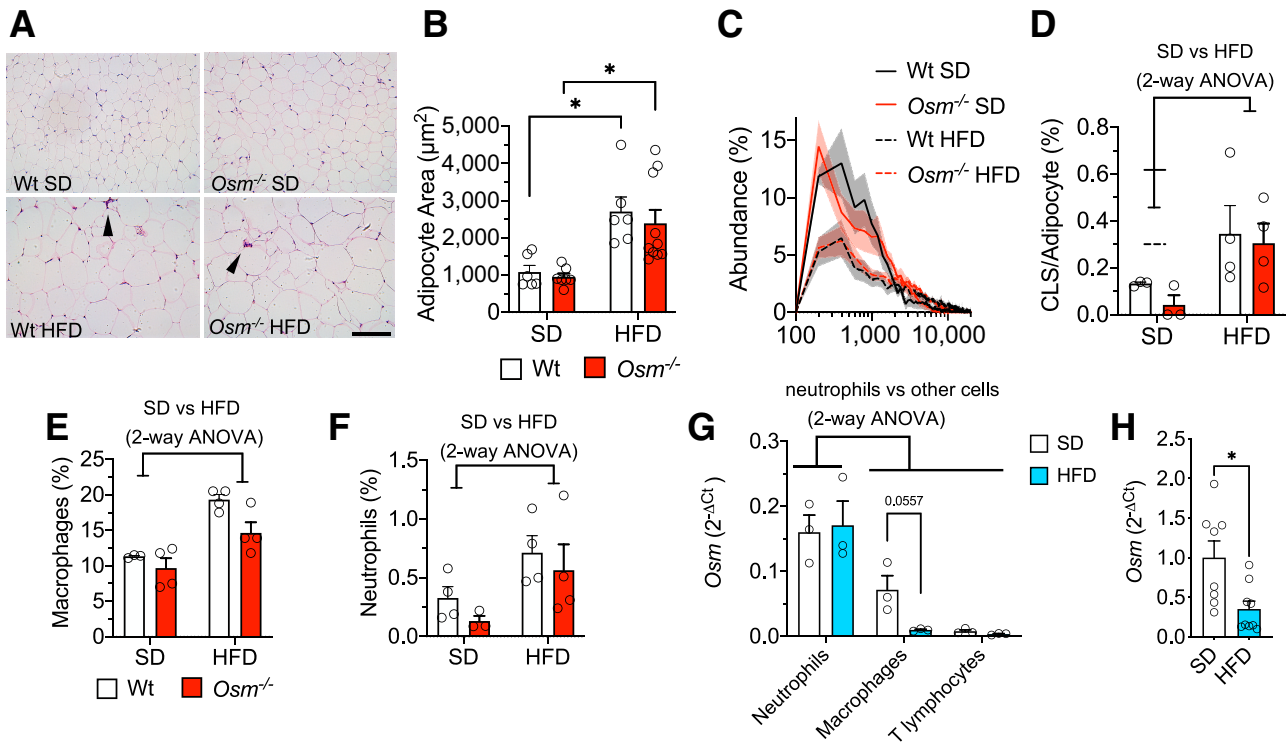 A
Wt SD
Osm-/- SD
Wt HFD
Osm-/- HFD
B
*
*
Adipocyte Area (µm²)
5,000
4,000
3,000
2,000
1,000
0
SD
HFD
Wt
Osm-/-
C
Wt SD
Osm-/- SD
Wt HFD
Osm-/- HFD
Abundance (%)
15
10
5
0
100
1,000
10,000
D
SD vs HFD
(2-way ANOVA)
CLS/Adipocyte (%)
0.8
0.6
0.4
0.2
0.0
SD
HFD
E
SD vs HFD
(2-way ANOVA)
Macrophages (%)
25
20
15
10
5
0
SD
HFD
Wt
Osm-/-
F
SD vs HFD
(2-way ANOVA)
Neutrophils (%)
1.5
1.0
0.5
0.0
SD
HFD
G
neutrophils vs other cells
(2-way ANOVA)
SD
HFD
Osm (2-ΔCt)
0.3
0.2
0.1
0.0
0.0557
Neutrophils
Macrophages
T lymphocytes
H
*
Osm (2-ΔCt)
2.5
2.0
1.5
1.0
0.5
0.0
SD
HFD